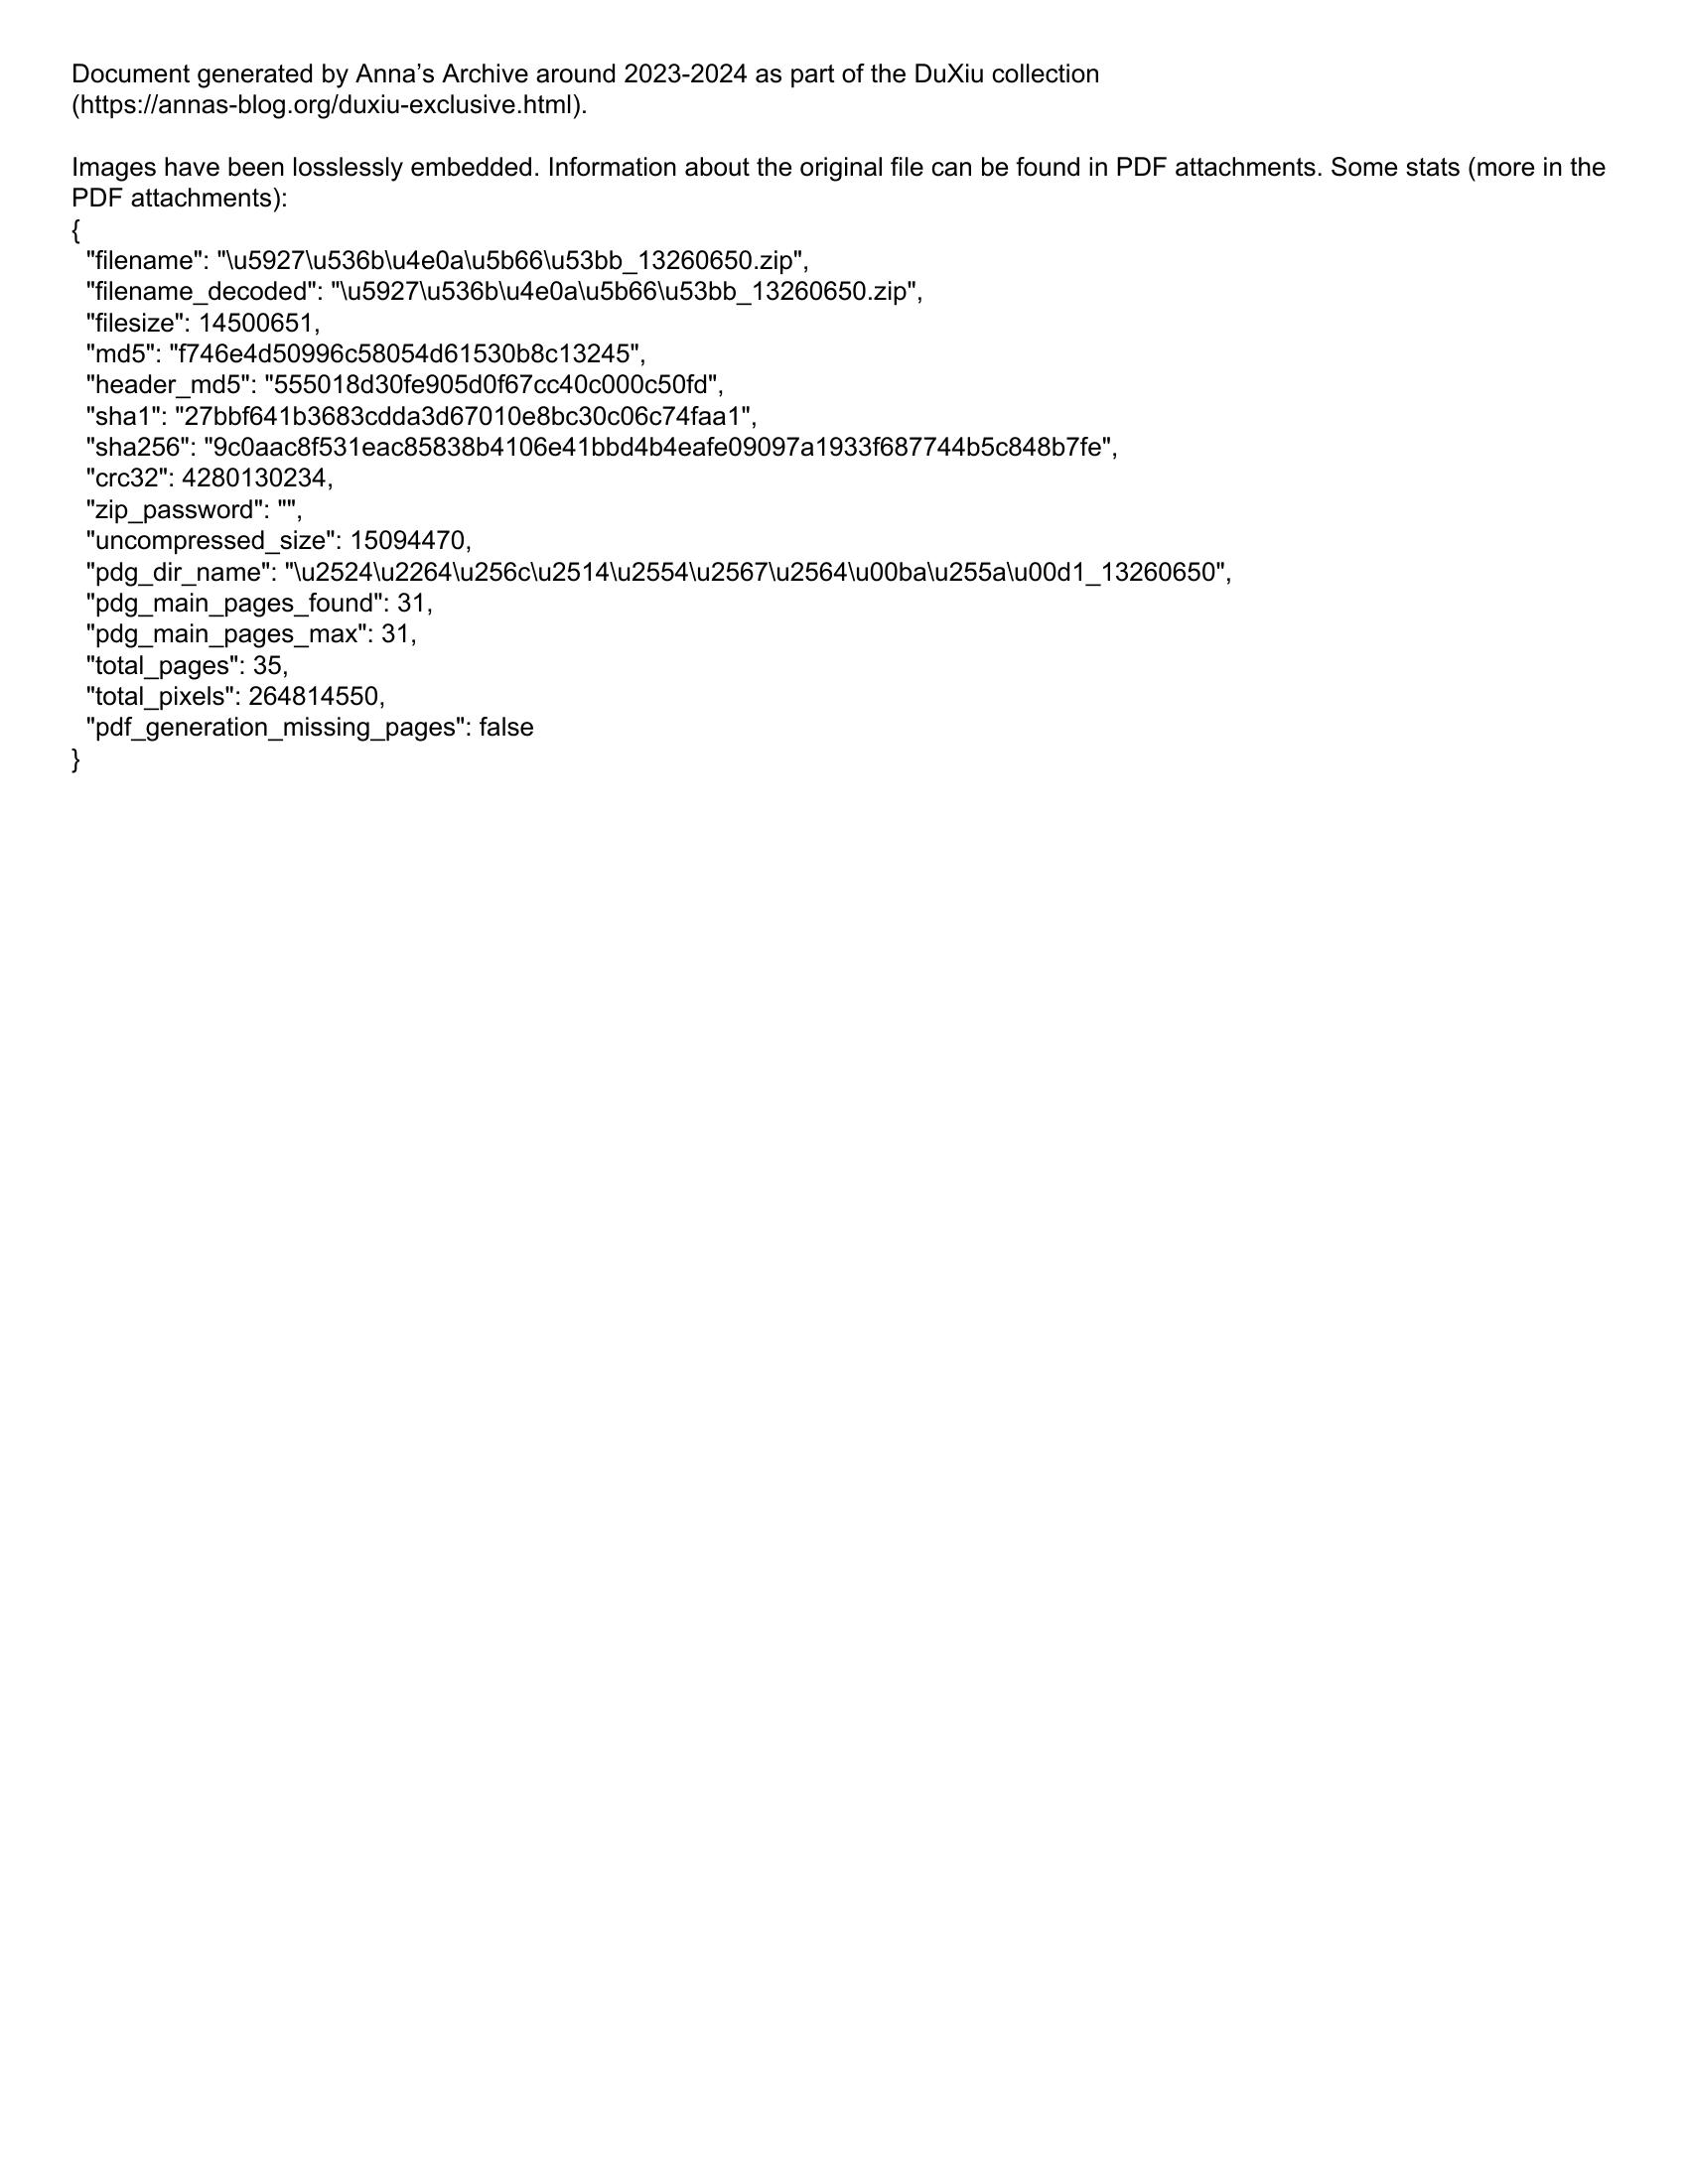 Document generated by Anna’s Archive around 2023-2024 as part of the DuXiu collection
(https://annas-blog.org/duxiu-exclusive.html).

Images have been losslessly embedded. Information about the original file can be found in PDF attachments. Some stats (more in the
PDF attachments):
{
  "filename": "\u5927\u536b\u4e0a\u5b66\u53bb_13260650.zip",
  "filename_decoded": "\u5927\u536b\u4e0a\u5b66\u53bb_13260650.zip",
  "filesize": 14500651,
  "md5": "f746e4d50996c58054d61530b8c13245",
  "header_md5": "555018d30fe905d0f67cc40c000c50fd",
  "sha1": "27bbf641b3683cdda3d67010e8bc30c06c74faa1",
  "sha256": "9c0aac8f531eac85838b4106e41bbd4b4eafe09097a1933f687744b5c848b7fe",
  "crc32": 4280130234,
  "zip_password": "",
  "uncompressed_size": 15094470,
  "pdg_dir_name": "\u2524\u2264\u256c\u2514\u2554\u2567\u2564\u00ba\u255a\u00d1_13260650",
  "pdg_main_pages_found": 31,
  "pdg_main_pages_max": 31,
  "total_pages": 35,
  "total_pixels": 264814550,
  "pdf_generation_missing_pages": false
}